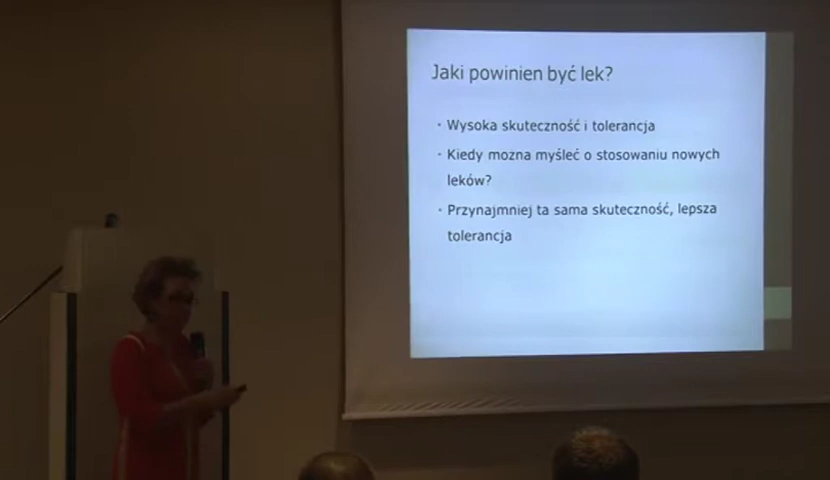 Jaki powinien być lek?
· Wysoka skuteczność i tolerancja
· Kiedy mozna myśleć o stosowaniu nowych
leków?
· Przynajmniej ta sama skuteczność, lepsza
tolerancja